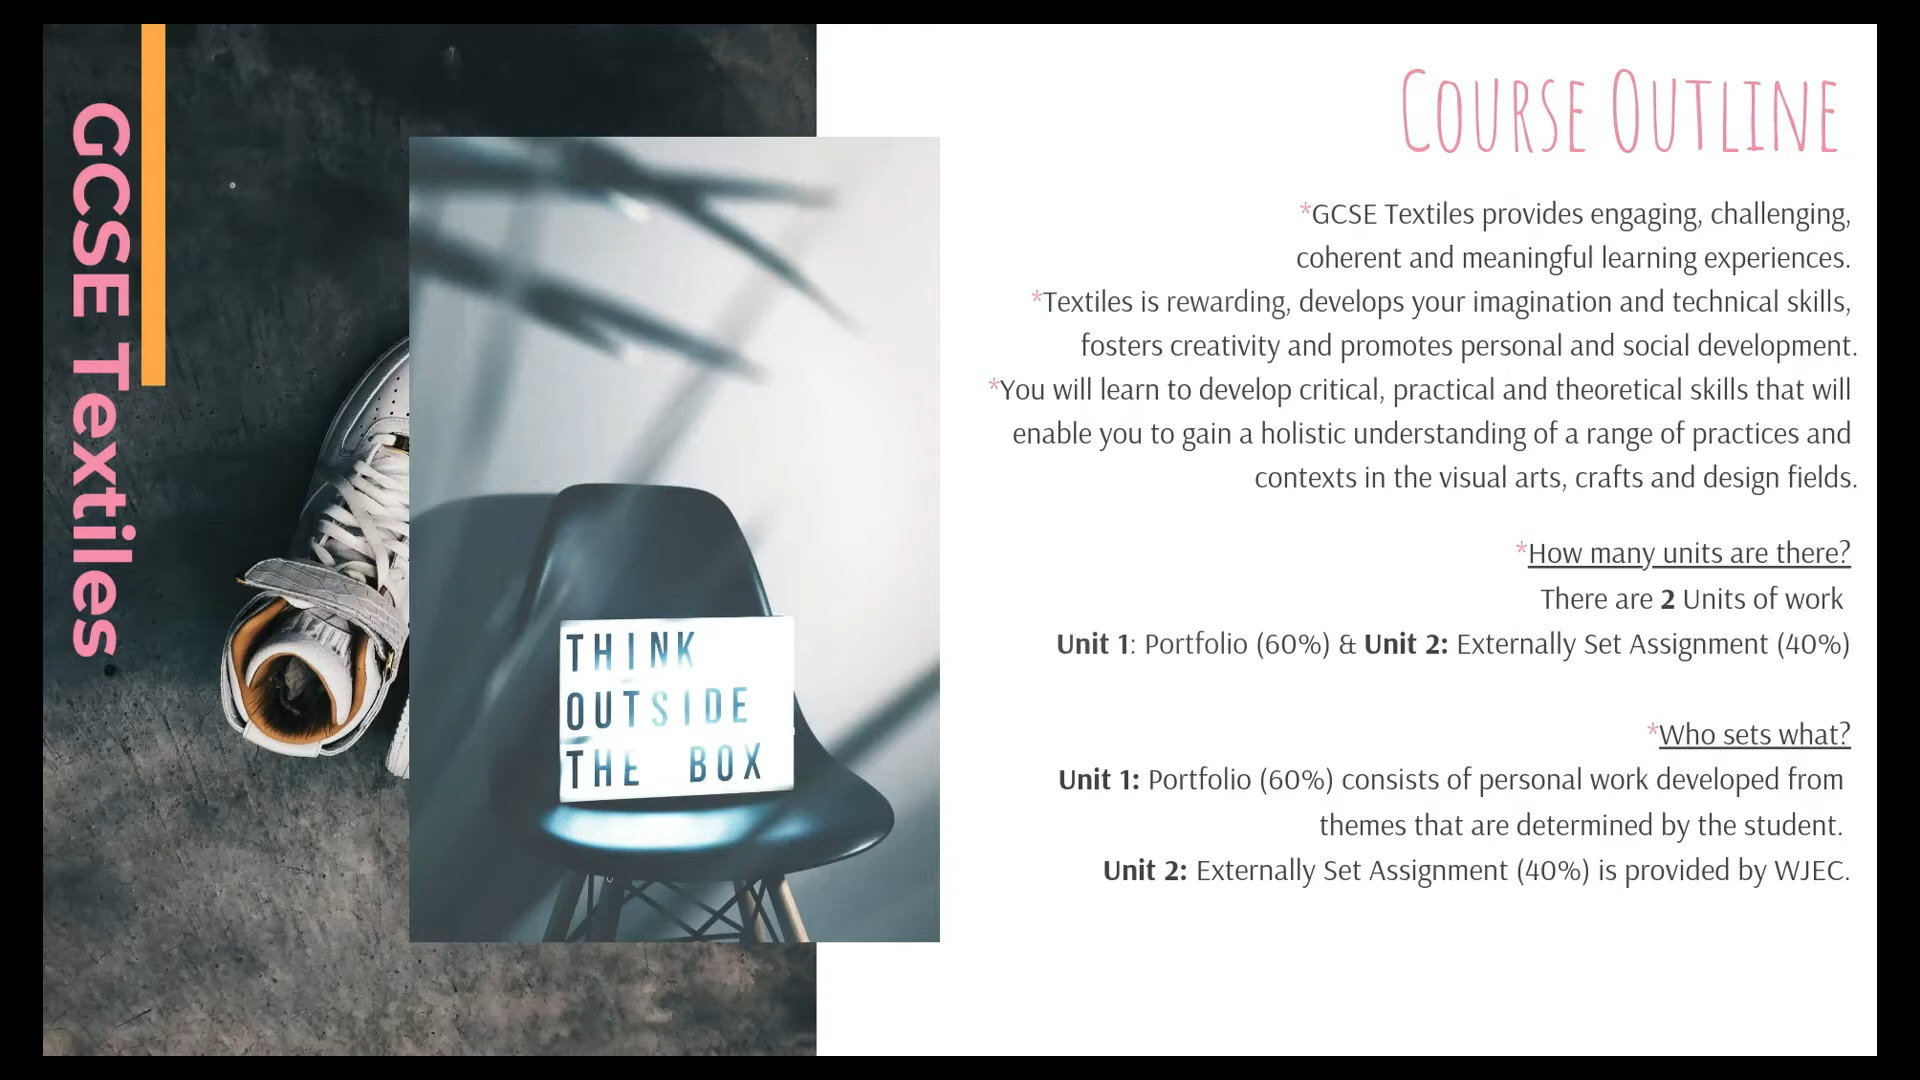 GCSE Textiles
THINK
OUTSIDE
THE BOX
COURSE OUTLINE
*GCSE Textiles provides engaging, challenging,
coherent and meaningful learning experiences.
*Textiles is rewarding, develops your imagination and technical skills,
fosters creativity and promotes personal and social development.
*You will learn to develop critical, practical and theoretical skills that will
enable you to gain a holistic understanding of a range of practices and
contexts in the visual arts, crafts and design fields.
*How many units are there?
There are 2 Units of work
Unit 1: Portfolio (60%) & Unit 2: Externally Set Assignment (40%)
*Who sets what?
Unit 1: Portfolio (60%) consists of personal work developed from
themes that are determined by the student.
Unit 2: Externally Set Assignment (40%) is provided by WJEC.